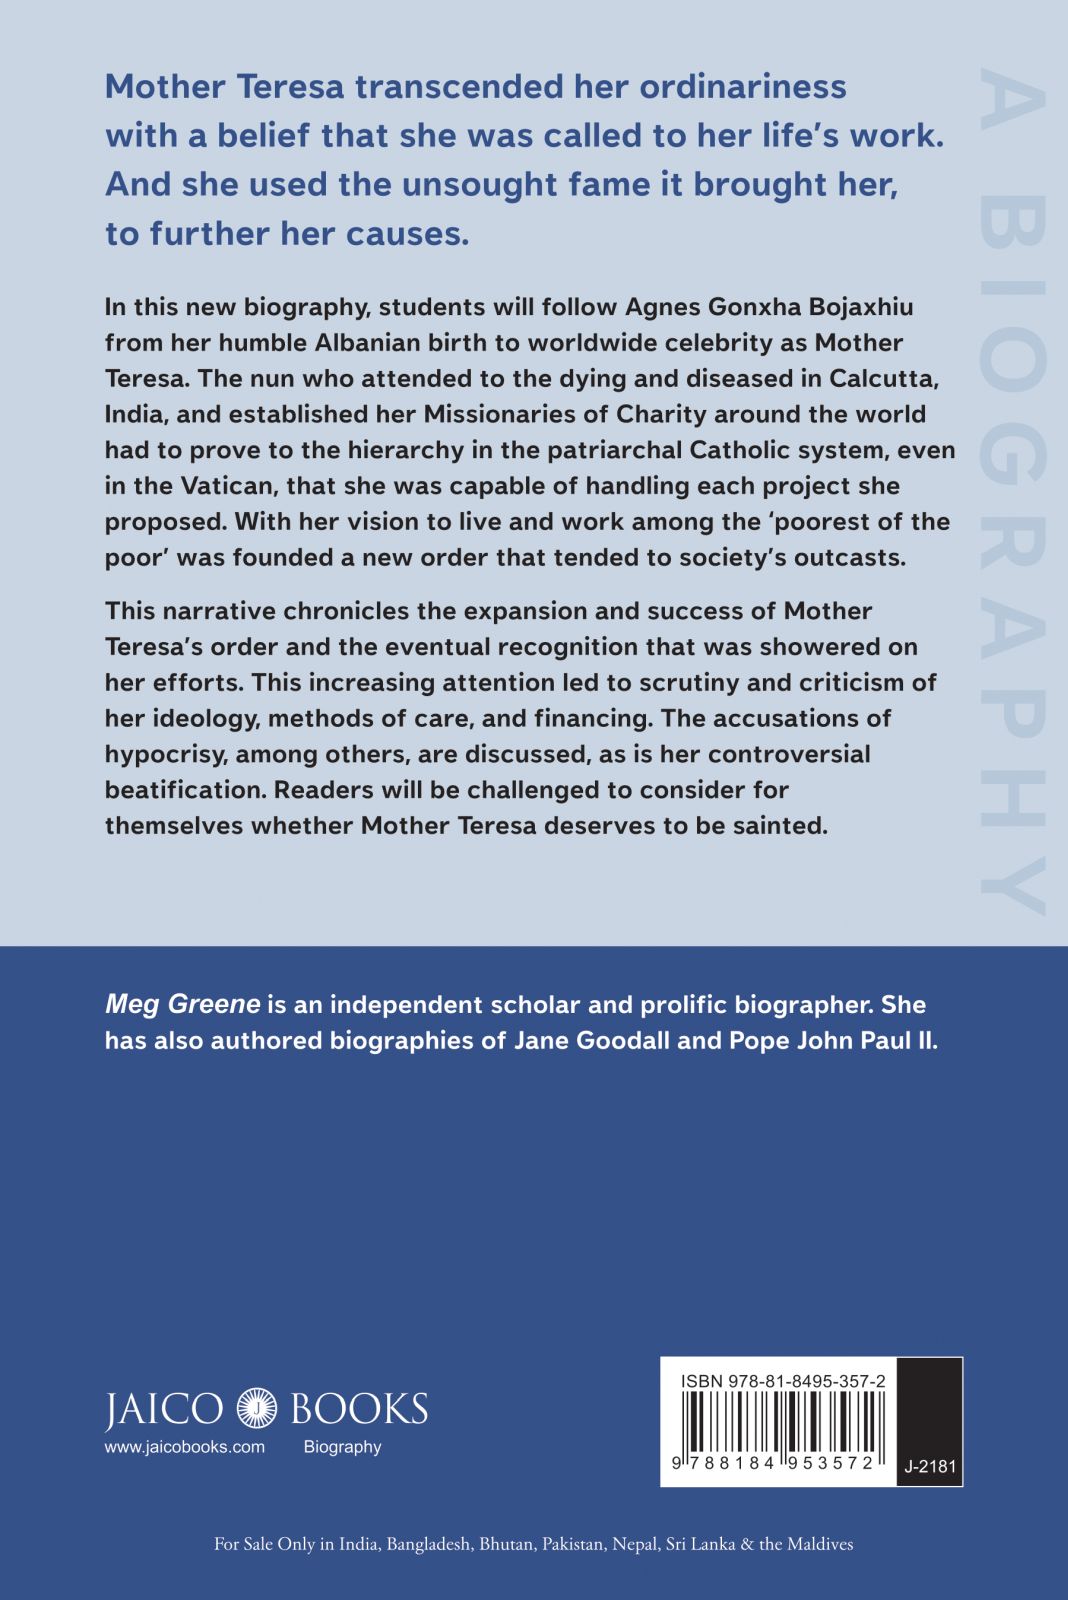 Mother Teresa transcended her ordinariness
with a belief that she was called to her life’s work.
And she used the unsought fame it brought her,
to further her causes.
In this new biography, students will follow Agnes Gonxha Bojaxhiu
from her humble Albanian birth to worldwide celebrity as Mother
Teresa. The nun who attended to the dying and diseased in Calcutta,
India, and established her Missionaries of Charity around the world
had to prove to the hierarchy in the patriarchal Catholic system, even
in the Vatican, that she was capable of handling each project she
proposed. With her vision to live and work among the ‘poorest of the
poor’ was founded a new order that tended to society’s outcasts.
This narrative chronicles the expansion and success of Mother
Teresa’s order and the eventual recognition that was showered on
her efforts. This increasing attention led to scrutiny and criticism of
her ideology, methods of care, and financing. The accusations of
hypocrisy, among others, are discussed, as is her controversial
beatification. Readers will be challenged to consider for
themselves whether Mother Teresa deserves to be sainted.
A BIOGRAPHY
Meg Greene is an independent scholar and prolific biographer. She
has also authored biographies of Jane Goodall and Pope John Paul II.
JAICO J BOOKS
www.jaicobooks.com Biography
ISBN 978-81-8495-357-2
9 788184 953572
J-2181
For Sale Only in India, Bangladesh, Bhutan, Pakistan, Nepal, Sri Lanka & the Maldives